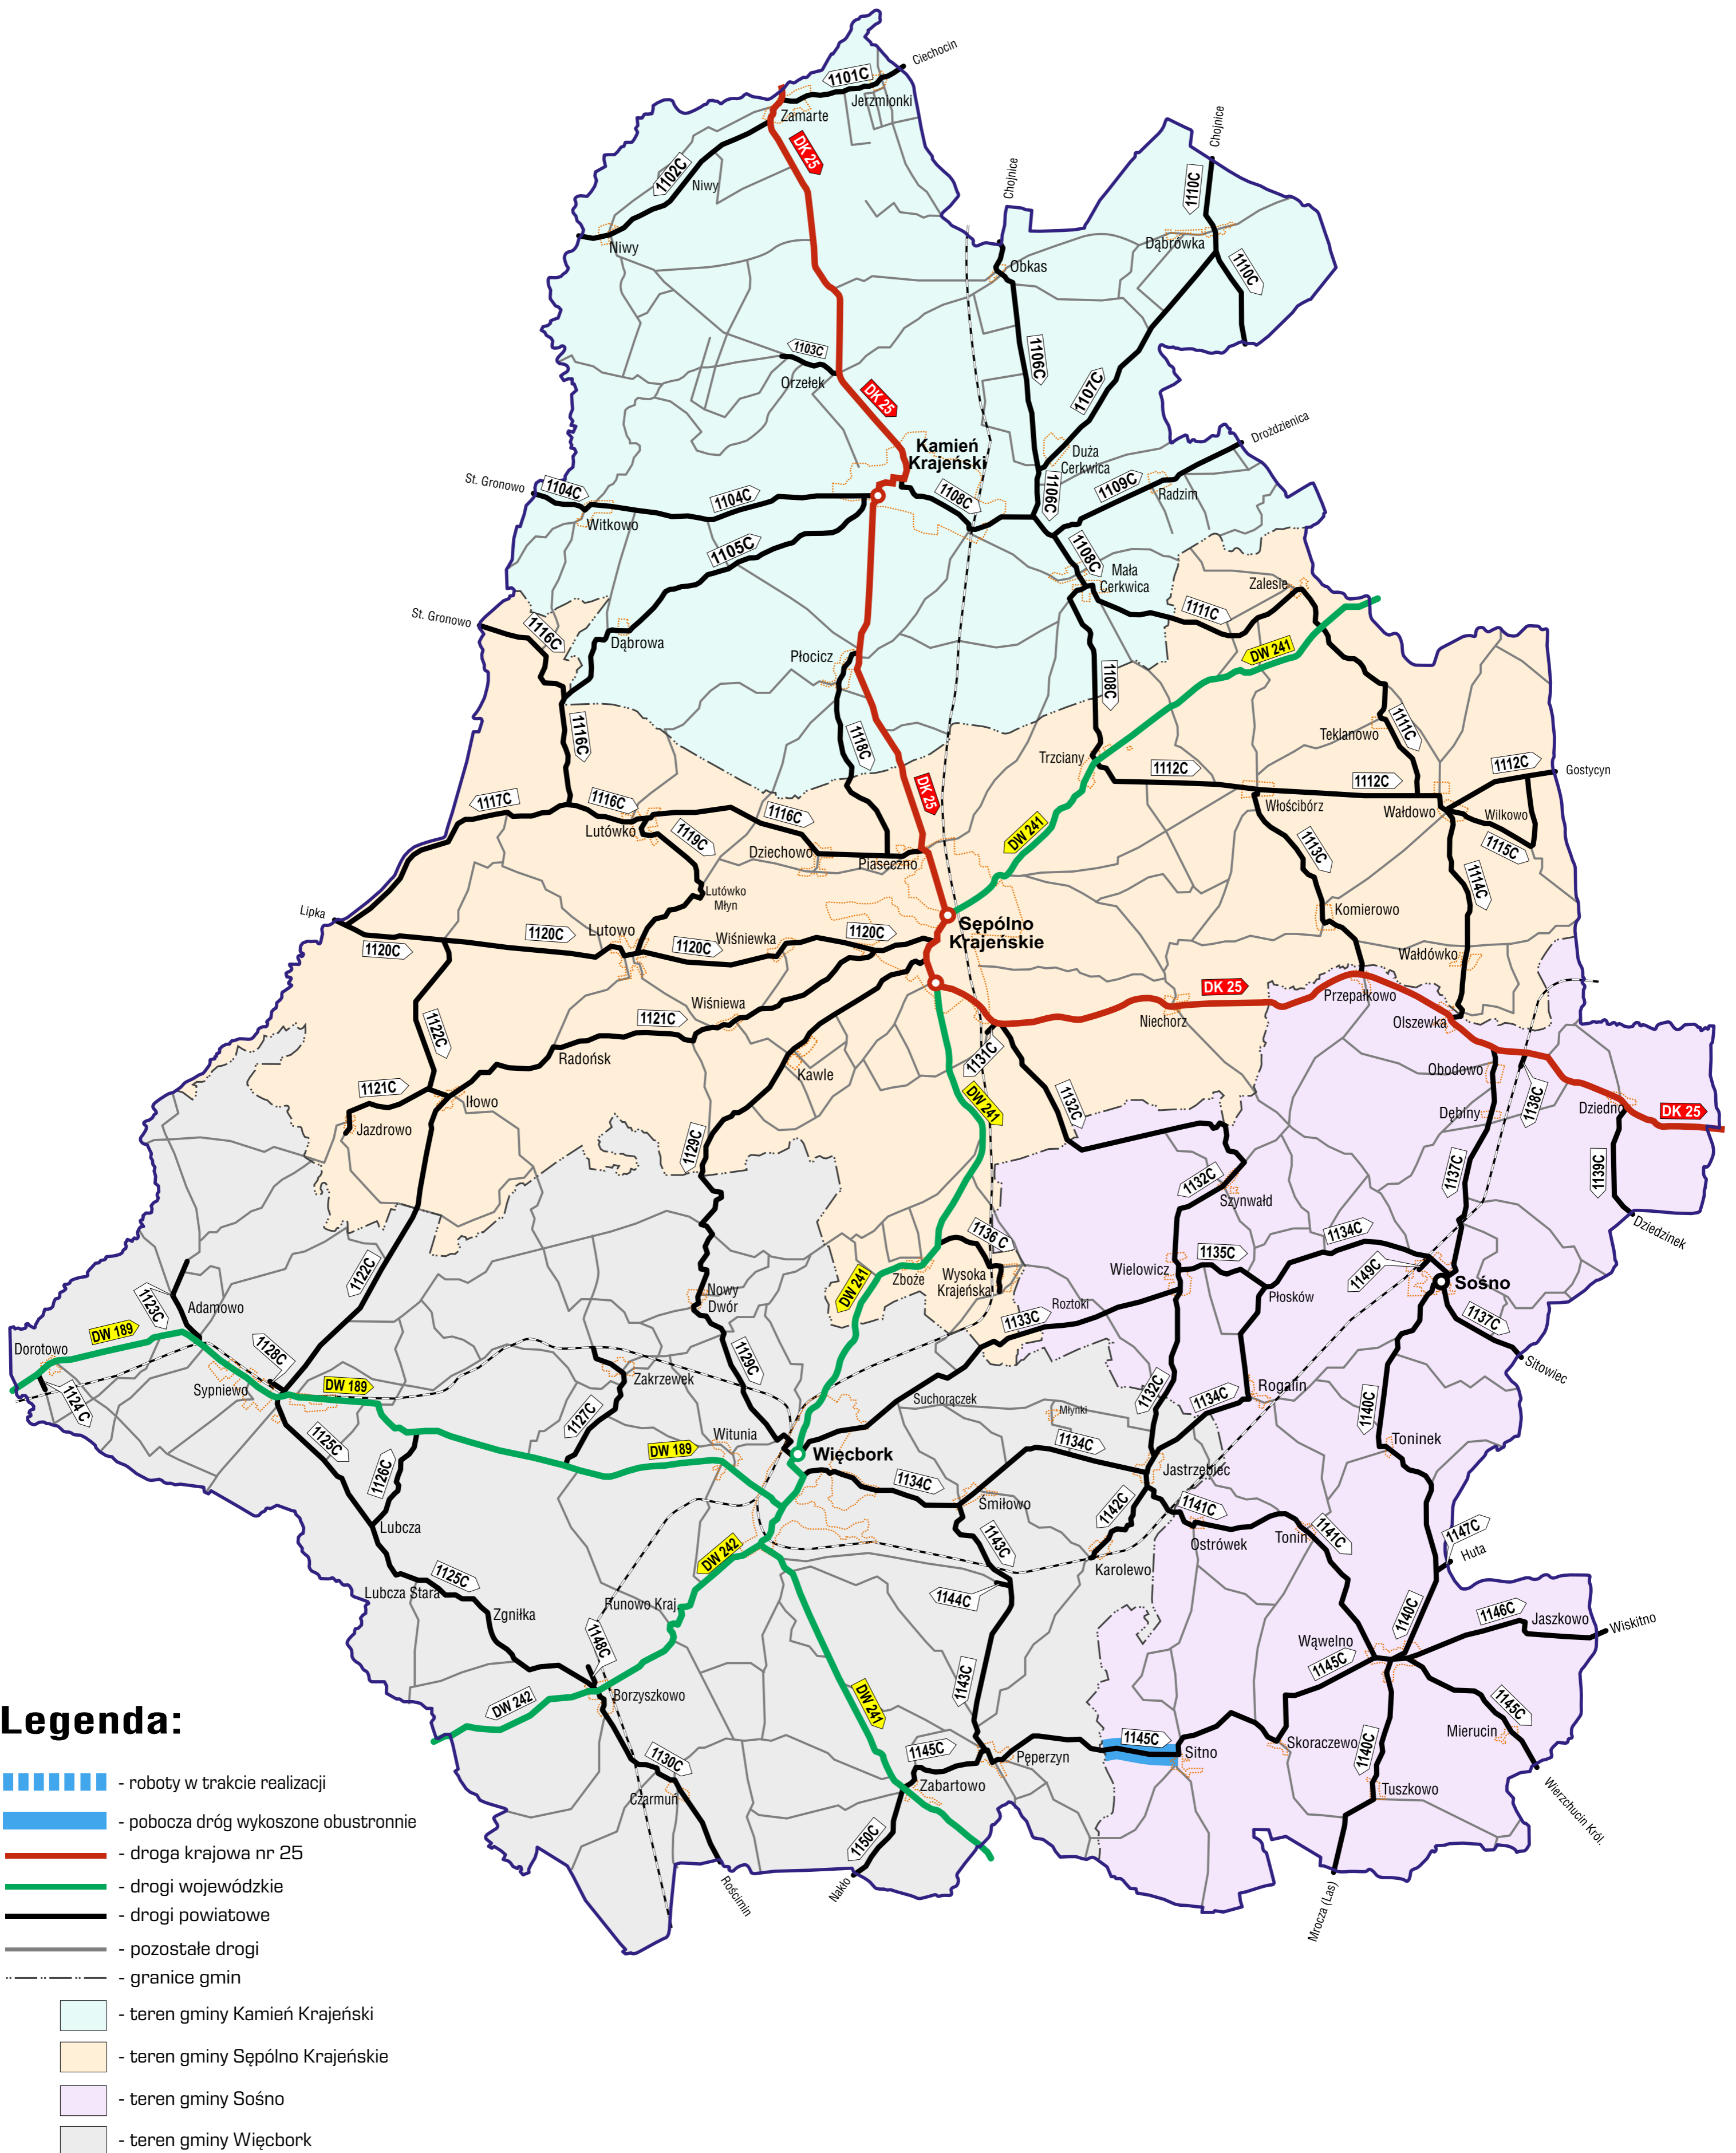 Ciechocin
1101C
Jerzmionki
Zamarte
DK 25
Chojnice
1102C
Niwy
Chojnice
1110C
Niwy
Dąbrówka
Obkas
1110C
1103C
1106C
Orzełek
1107C
DK 25
Drożdzienica
Kamień
Krajeński
Duża
Cerkwica
St. Gronowo
1104C
1104C
1108C
1106C
1109C
Radzim
Witkowo
1105C
1108C
Mała
Cerkwica
Zalesie
St. Gronowo
1116C
1111C
Dąbrowa
DW 241
Płocicz
1108C
1116C
1118C
1111C
Teklanowo
Trzciany
1112C
1112C
1112C
Gostycyn
DK 25
1117C
1116C
1116C
Włościbórz
Wałdowo
Wilkowo
Lutówko
1119C
DW 241
1113C
1115C
Dziechowo
Piaseczno
1114C
Lutówko
Młyn
Lipka
Komierowo
Sępólno
Krajeńskie
1120C
1120C
Lutowo
1120C
Wiśniewka
1120C
Wałdówko
DK 25
Przepałkowo
Wiśniewa
Niechorz
Olszewka
1121C
1122C
Radońsk
1131C
Obodowo
Kawle
1121C
DW 241
1132C
1138C
Iłowo
Dębiny
Dziedno
DK 25
Jazdrowo
1129C
1137C
1139C
1132C
Szynwałd
Dziedzinek
1134C
1136 C
1135C
1122C
Zboże
Wysoka
Krajeńska
Wielowicz
1149C
Sośno
1123C
Adamowo
DW 241
Nowy
Dwór
Roztoki
Płosków
1133C
1137C
DW 189
Dorotowo
1128C
1129C
Sitowiec
1124 C
Sypniewo
DW 189
Zakrzewek
Suchorączek
1132C
1134C
Rogalin
1140C
1127C
Młynki
1125C
Witunia
DW 189
Więcbork
1134C
Toninek
1126C
1134C
Jastrzębiec
Śmiłowo
1142C
1141C
Lubcza
1143C
Ostrówek
Tonin
1141C
1147C
Huta
DW 242
Karolewo
1125C
Lubcza Stara
1144C
Zgniłka
Runowo Kraj.
1140C
1146C
Jaszkowo
Wiskitno
1148C
Wąwelno
1145C
1143C
Borzyszkowo
DW 242
DW 241
1145C
Mierucin
1130C
1145C
1145C
Sitno
Skoraczewo
1140C
Pęperzyn
Zabartowo
Czarmuń
Tuszkowo
1150C
Wierzchucin Król.
Rościmin
Nakło
Mrocza (Las)
Legenda:
- roboty w trakcie realizacji
- pobocza dróg wykoszone obustronnie
- droga krajowa nr 25
- drogi wojewódzkie
- drogi powiatowe
- pozostałe drogi
- granice gmin
- teren gminy Kamień Krajeński
- teren gminy Sępólno Krajeńskie
- teren gminy Sośno
- teren gminy Więcbork